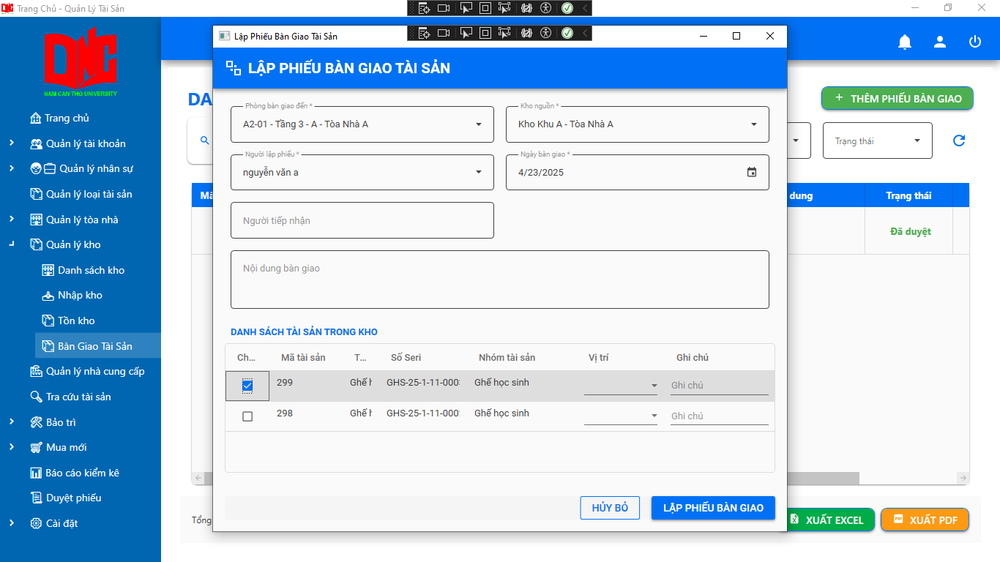 Trang Chủ - Quản Lý Tài Sản
DNC
NAM CAN THO UNIVERSITY
Trang chủ
Quản lý tài khoản
Quản lý nhân sự
Quản lý loại tài sản
Quản lý tòa nhà
Quản lý kho
Danh sách kho
Nhập kho
Tồn kho
Bàn Giao Tài Sản
Quản lý nhà cung cấp
Tra cứu tài sản
Bảo trì
Mua mới
Báo cáo kiểm kê
Duyệt phiếu
Cài đặt
DA
THÊM PHIẾU BÀN GIAO
Trạng thái
Mã
dung
Trạng thái
Đã duyệt
Tổng
XUẤT EXCEL
XUẤT PDF
Lập Phiếu Bàn Giao Tài Sản
LẬP PHIẾU BÀN GIAO TÀI SẢN
Phòng bàn giao đến *
A2-01 - Tầng 3 - A - Tòa Nhà A
Kho nguồn *
Kho Khu A - Tòa Nhà A
Người lập phiếu *
nguyễn văn a
Ngày bàn giao *
4/23/2025
Người tiếp nhận
Nội dung bàn giao
DANH SÁCH TÀI SẢN TRONG KHO
Ch... Mã tài sản T... Số Seri Nhóm tài sản Vị trí Ghi chú
299 Ghế GHS-25-1-11-000 Ghế học sinh Ghi chú
298 Ghế GHS-25-1-11-000 Ghế học sinh Ghi chú
HỦY BỎ
LẬP PHIẾU BÀN GIAO